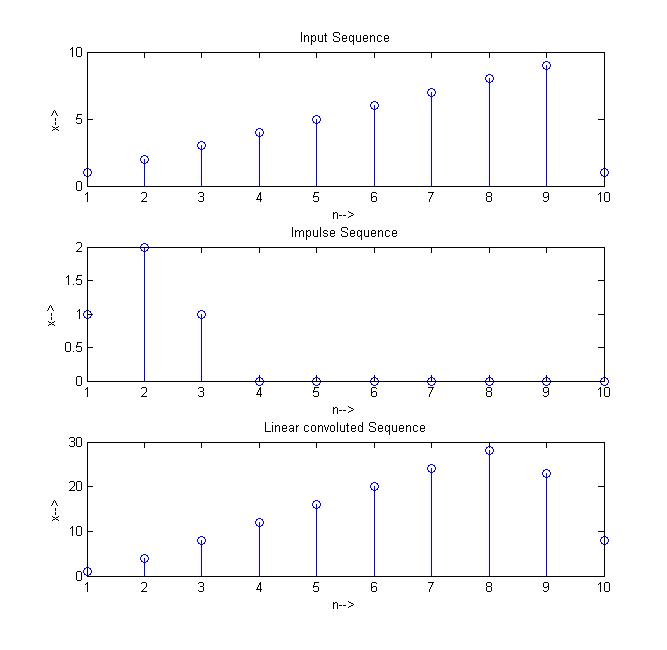 Input Sequence
10
5
0
x-->
1 2 3 4 5 6 7 8 9 10
n-->
Impulse Sequence
2
1.5
1
0.5
0
x-->
1 2 3 4 5 6 7 8 9 10
n-->
Linear convoluted Sequence
30
20
10
0
x-->
1 2 3 4 5 6 7 8 9 10
n-->